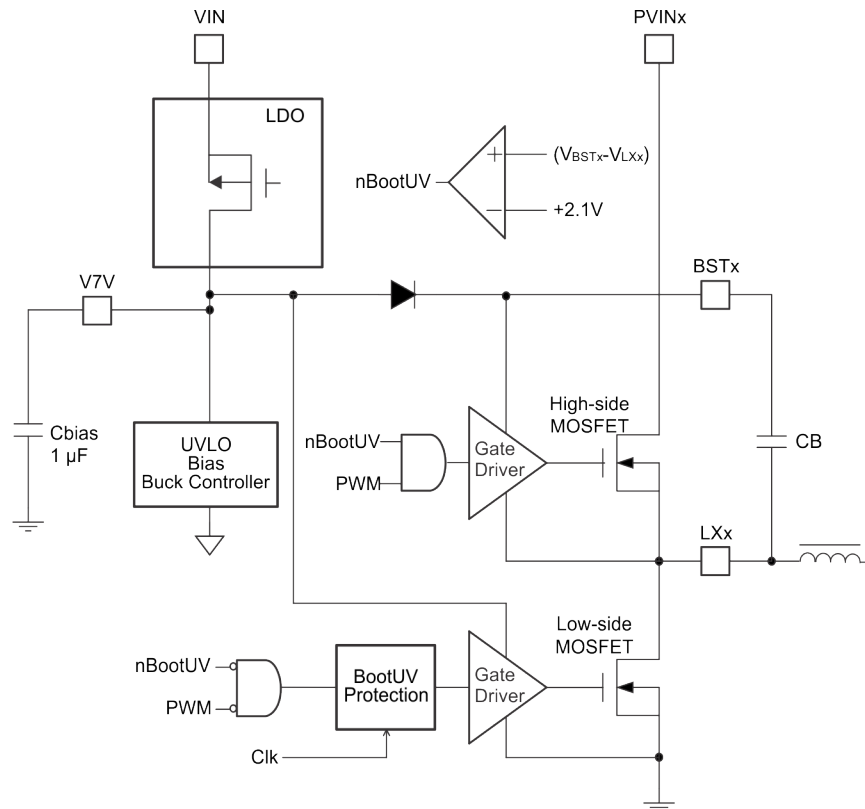 VIN
PVINx
LDO
+
(VBSTx-VLXx)
nBootUV
−
+2.1V
V7V
BSTx
High-side
MOSFET
Cbias
1 µF
UVLO
Bias
Buck Controller
nBootUV
PWM
Gate
Driver
CB
LXx
Low-side
MOSFET
nBootUV
PWM
BootUV
Protection
Gate
Driver
Clk